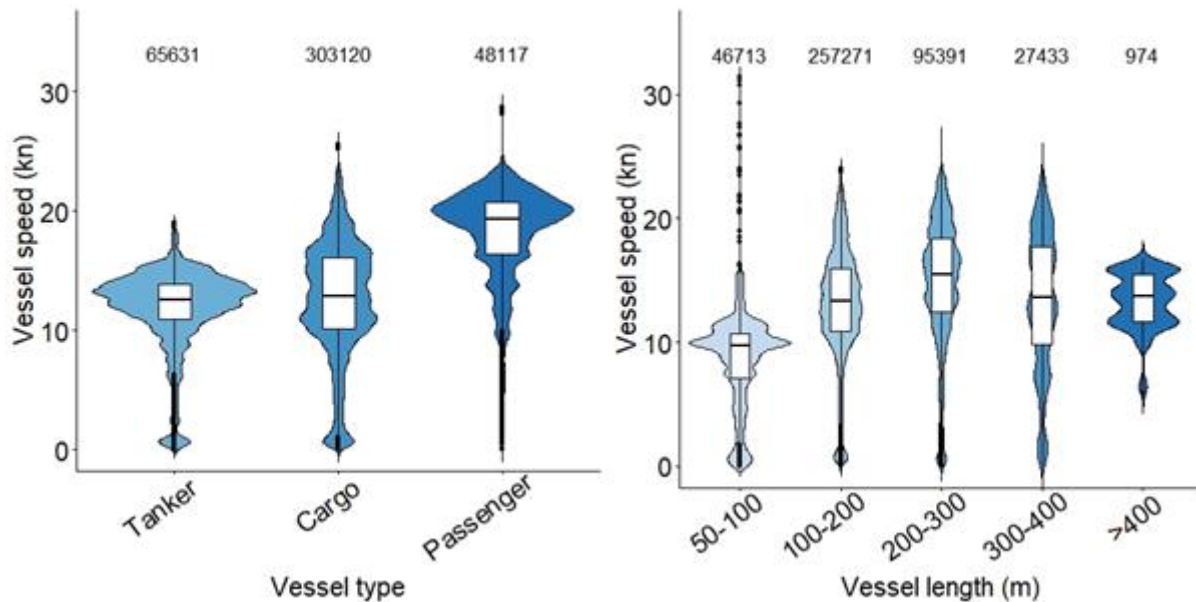 65631 303120 48117
30
20
10
0
Vessel speed (kn)
Tanker Cargo Passenger
Vessel type
46713 257271 95391 27433 974
30
20
10
0
Vessel speed (kn)
50-100 100-200 200-300 300-400 >400
Vessel length (m)